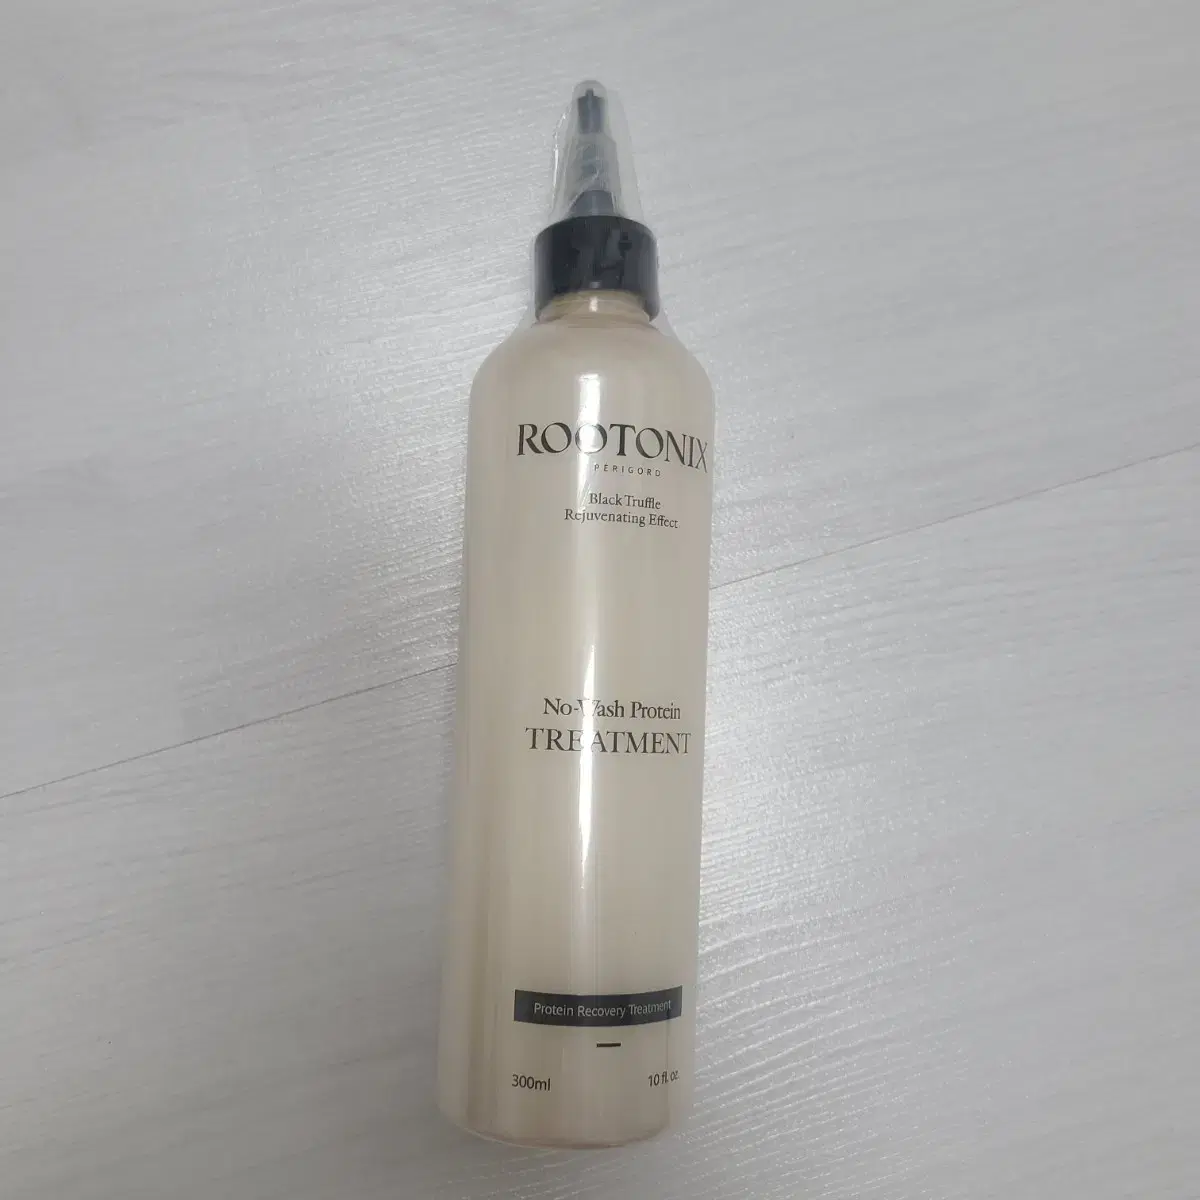 ROOTONIX
PERIGORD
Black Truffle
Rejuvenating Effect
No-Wash Protein
TREATMENT
Protein Recovery Treatment
300ml 10 fl. oz.